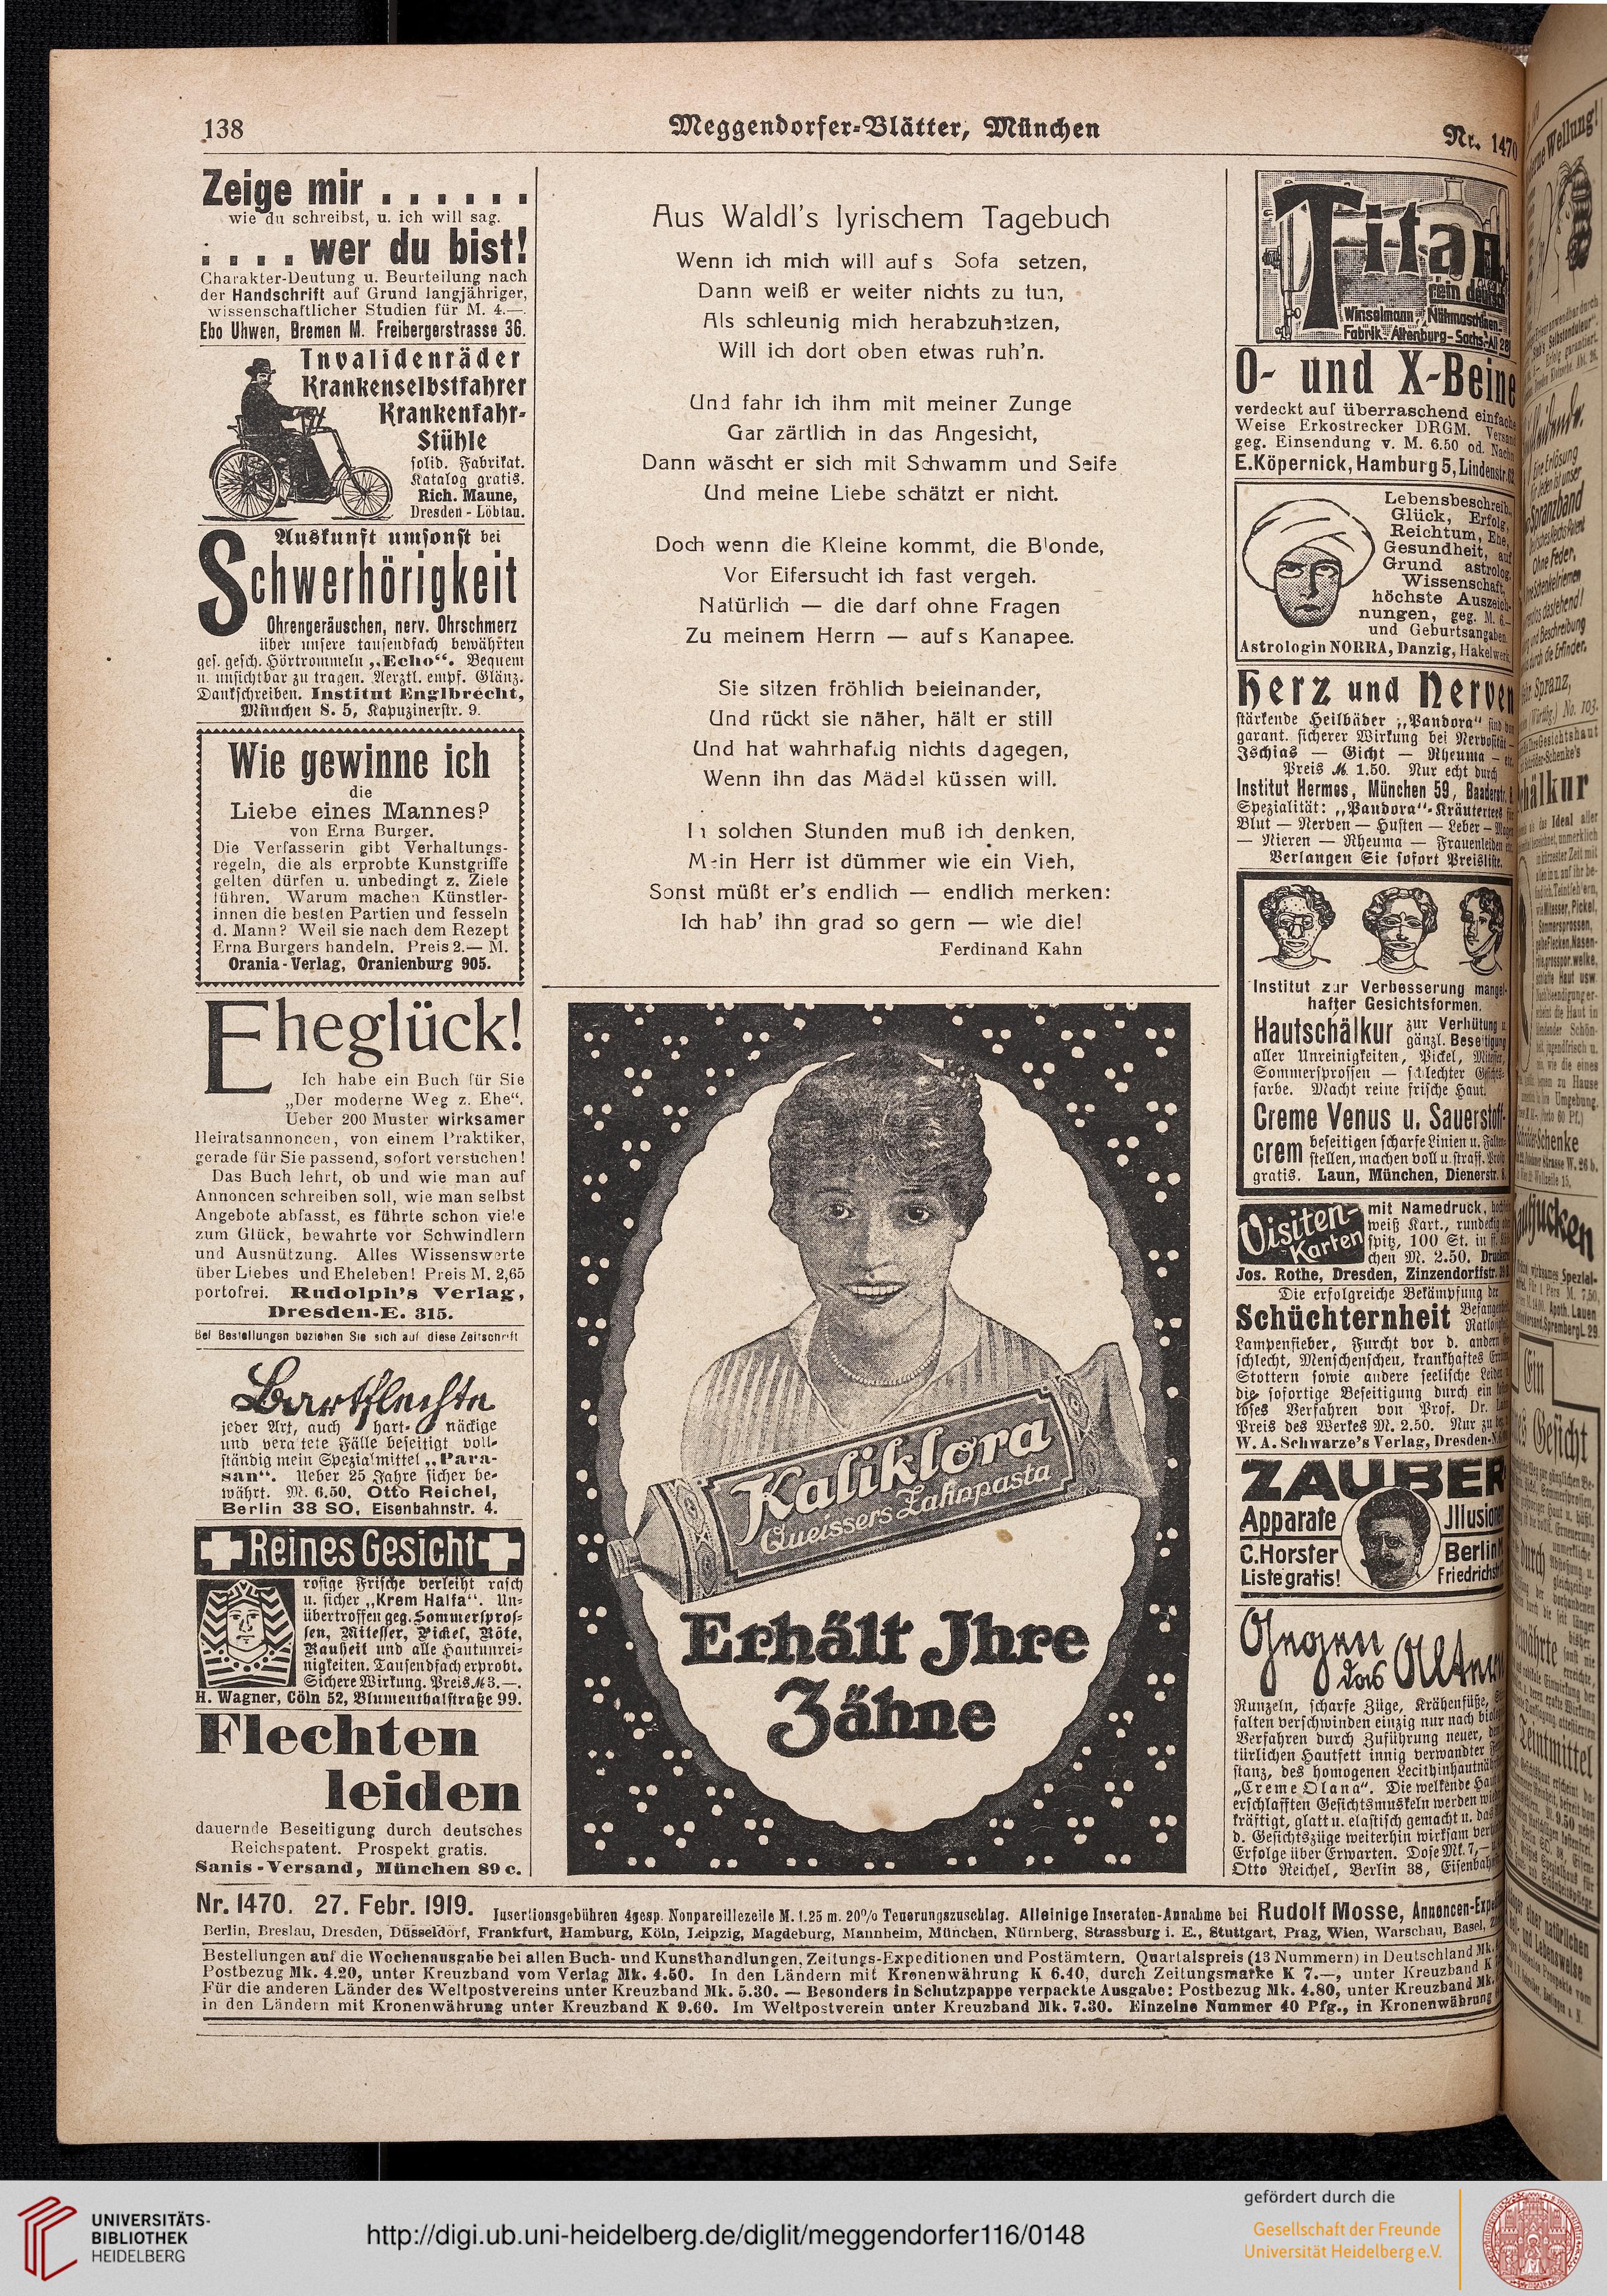 138
Meggendorfer-Blätter, München
Nr. 1470
Zeige mir . . . . . .
wie du schreibst, u. ich will sag.
. . . . wer du bist!
Charakter-Deutung u. Beurteilung nach
der Handschrift auf Grund langjähriger,
wissenschaftlicher Studien für M. 4.—.
Ebo Uhwen, Bremen M. Freibergerstrasse 36.
Invalidenräder
Krankenselbstfahrer
Krankenfahr-
Stühle
solid. Fabrikat.
Katalog gratis.
Rich. Maune,
Dresden - Löbtau.
Auskunft umsonst bei
Schwerhörigkeit
Ohrengeräuschen, nerv. Ohrschmerz
über unsere tausendfach bewährten
ges. gesch. Hörtrommeln „Echo“. Bequem
u. unsichtbar zu tragen. Aerztl. empf. Glänz.
Dankschreiben. Institut Englbrecht,
München S. 5, Kapuzinerstr. 9.
Wie gewinne ich
die
Liebe eines Mannes?
von Erna Burger.
Die Verfasserin gibt Verhaltungs-
regeln, die als erprobte Kunstgriffe
gelten dürfen u. unbedingt z. Ziele
führen. Warum machen Künstler-
innen die besten Partien und fesseln
d. Mann? Weil sie nach dem Rezept
Erna Burgers handeln. Preis 2.— M.
Orania-Verlag, Oranienburg 905.
Eheglück!
Ich habe ein Buch für Sie
„Der moderne Weg z. Ehe“.
Ueber 200 Muster wirksamer
Heiratsannoncen, von einem Praktiker,
gerade für Sie passend, sofort versuchen!
Das Buch lehrt, ob und wie man auf
Annoncen schreiben soll, wie man selbst
Angebote abfasst, es führte schon viele
zum Glück, bewahrte vor Schwindlern
und Ausnützung. Alles Wissenswerte
über Liebes und Eheleben! Preis M. 2,65
portofrei. Rudolph's Verlag,
Dresden-E. 315.
Bei Bestellungen beziehen Sie sich auf diese Zeitschrift
Bartflechte
jeder Art, auch hart- näckige
und veraltete Fälle beseitigt voll-
ständig mein Spezialmittel „Para-
san“. Ueber 25 Jahre sicher be-
währt. M. 6.50. Otto Reichel,
Berlin 38 SO, Eisenbahnstr. 4.
Reines Gesicht
rosige Frische verleiht rasch
u. sicher „Krem Halfa“. Un-
übertroffen geg. Sommerspros-
sen, Mitesser, Pickel, Röte,
Rauheit und alle Hautunrei-
nigkeiten. Tausendfach erprobt.
Sichere Wirkung. Preis M 3.—.
H. Wagner, Cöln 52, Blumenthalstraße 99.
Flechten
leiden
dauernde Beseitigung durch deutsches
Reichspatent. Prospekt gratis.
Sanis-Versand, München 89 c.
Aus Waldl's lyrischem Tagebuch
Wenn ich mich will aufs Sofa setzen,
Dann weiß er weiter nichts zu tun,
Als schleunig mich herabzuhetzen,
Will ich dort oben etwas ruh'n.
Und fahr ich ihm mit meiner Zunge
Gar zärtlich in das Angesicht,
Dann wäscht er sich mit Schwamm und Seife
Und meine Liebe schätzt er nicht.
Doch wenn die Kleine kommt, die Blonde,
Vor Eifersucht ich fast vergeh.
Natürlich — die darf ohne Fragen
Zu meinem Herrn — aufs Kanapee.
Sie sitzen fröhlich beieinander,
Und rückt sie näher, hält er still
Und hat wahrhaftig nichts dagegen,
Wenn ihn das Mädel küssen will.
In solchen Stunden muß ich denken,
Mein Herr ist dümmer wie ein Vieh,
Sonst müßt er's endlich — endlich merken:
Ich hab' ihn grad so gern — wie die!
Ferdinand Kahn
Kaliklora
Queissers Zahnpasta
Erhält Jhre
Zähne
Titan
rein deutsch
Winselmann, Nähmaschinen-
Fabrik, Altenburg-Sachs.-Alt 28
O- und X-Beine
verdeckt auf überraschend einfache
Weise Erkostrecker DRGM. Versand
geg. Einsendung v. M. 6.50 od. Nachn
E. Köpernick, Hamburg 5, Lindenstr.
Lebensbeschreib.
Glück, Erfolg,
Reichtum, Ehe,
Gesundheit, auf
Grund astrolog.
Wissenschaft,
höchste Auszeich-
nungen, geg. M. 6.—
und Geburtsangaben.
Astrologin NORRA, Danzig, Hakelwerk
Herz und Nerven
stärkende Heilbäder „Pandora“ sind von
garant. sicherer Wirkung bei Nervosität —
Ischias — Gicht — Rheuma — etc.
Preis M. 1.50. Nur echt durch
Institut Hermes, München 59, Baaderstr.
Spezialität: „Pandora“-Kräutertees für
Blut — Nerven — Husten — Leber — Magen
— Nieren — Rheuma — Frauenleiden
Verlangen Sie sofort Preisliste.
Institut zur Verbesserung mangel-
hafter Gesichtsformen.
Hautschälkur zur Verhütung u.
gänzl. Beseitigung
aller Unreinigkeiten, Pickel, Mitesser,
Sommersprossen — schlechter Gesichts-
farbe. Macht reine frische Haut.
Creme Venus u. Sauerstoff-
crem beseitigen scharfe Linien u. Falten-
stellen, machen voll u. straff. Prosp.
gratis. Laun, München, Dienerstr.
Visiten-
Karten
mit Namedruck,
weiß Kart., rundeckig
spitz, 100 St. in
chen M. 2.50.
Jos. Rothe, Dresden, Zinzendorffstr.
Die erfolgreiche Bekämpfung der
Schüchternheit
Lampenfieber, Furcht vor d. andern
schlecht, Menschenscheu, krankhaftes
Stottern sowie andere seelische Leiden
die sofortige Beseitigung durch ein
loses Verfahren von Prof. Dr.
Preis des Werkes M. 2.50. Nur zu
W. A. Schwarze's Verlag, Dresden-
ZAUBER
Apparate
Jllusionen
C. Horster
Berlin
Liste gratis!
Friedrichstr
Gegen
das Altern
Runzeln, scharfe Züge, Krähenfüße,
falten verschwinden einzig nur nach
Verfahren durch Zuführung neuer,
türlichen Hautfett innig verwandter
stanz, des homogenen Lecithinhautnähr
„Creme Olana“. Die welkende Haut
erschlafften Gesichtsmuskeln werden
kräftigt, glatt u. elastisch gemacht u. das
d. Gesichtszüge weiterhin wirksam
Erfolge über Erwarten. Dose Mk. 7,—
Otto Reichel, Berlin 38,
Nr. 1470. 27. Febr. 1919. Insertionsgebühren 4gesp. Nonpareillezeile M. 1.25 m. 20% Teuerungszuschlag. Alleinige Inseraten-Annahme bei Rudolf Mosse, Annoncen-
Berlin, Breslau, Dresden, Düsseldorf, Frankfurt, Hamburg, Köln, Leipzig, Magdeburg, Mannheim, München, Nürnberg, Strassburg i. E., Stuttgart, Prag, Wien, Warschau, Basel,
Bestellungen auf die Wochenausgabe bei allen Buch- und Kunsthandlungen, Zeitungs-Expeditionen und Postämtern. Quartalspreis (13 Nummern) in Deutschland Mk.
Postbezug Mk. 4.20, unter Kreuzband vom Verlag Mk. 4.50. In den Ländern mit Kronenwährung K 6.40, durch Zeitungsmarke K 7.—, unter Kreuzband K
Für die anderen Länder des Weltpostvereins unter Kreuzband Mk. 5.30. — Besonders in Schutzpappe verpackte Ausgabe: Postbezug Mk. 4.80, unter Kreuzband Mk.
in den Ländern mit Kronenwährung unter Kreuzband K 9.60. Im Weltpostverein unter Kreuzband Mk. 7.30. Einzelne Nummer 40 Pfg., in Kronenwährung
UNIVERSITÄTS-
BIBLIOTHEK
HEIDELBERG
http://digi.ub.uni-heidelberg.de/diglit/meggendorfer116/0148
gefördert durch die
Gesellschaft der Freunde
Universität Heidelberg e.V.